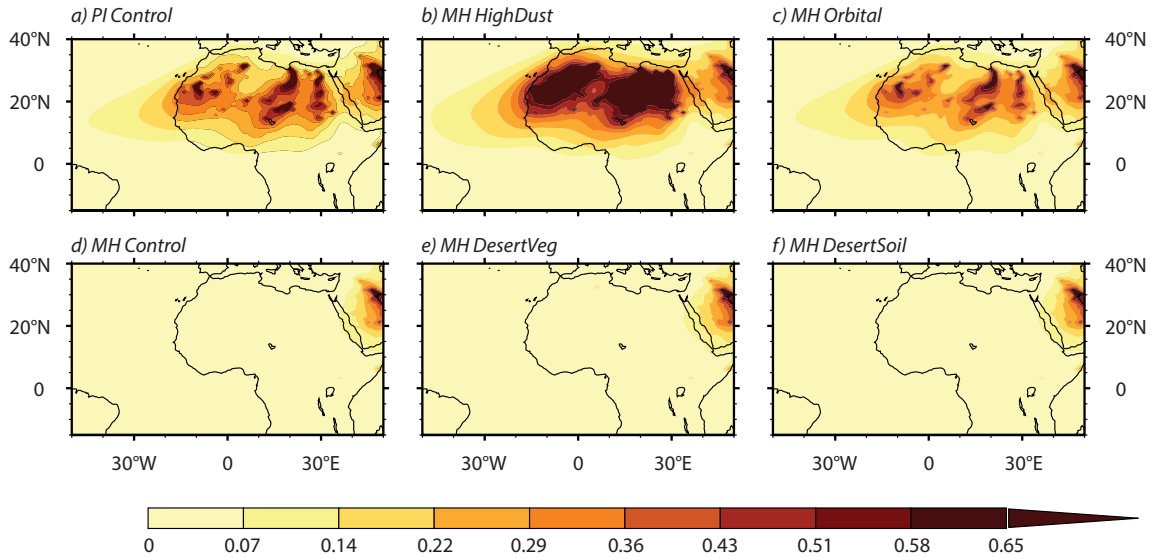 a) PI Control b) MH HighDust c) MH Orbital
40°N 40°N
20°N 20°N
0 0
d) MH Control e) MH DesertVeg f) MH DesertSoil
40°N 40°N
20°N 20°N
0 0
30°W 0 30°E 30°W 0 30°E 30°W 0 30°E
0 0.07 0.14 0.22 0.29 0.36 0.43 0.51 0.58 0.65